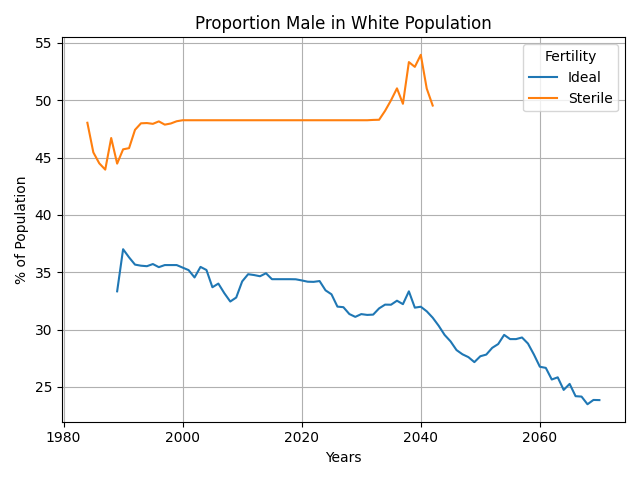 Proportion Male in White Population
% of Population
55
50
45
40
35
30
25
1980
2000
2020
2040
2060
Years
Fertility
Ideal
Sterile